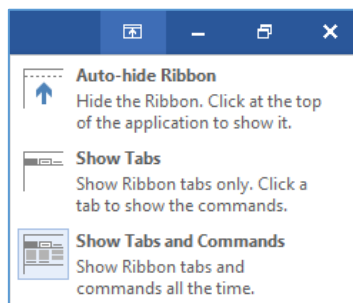 Auto-hide Ribbon
Hide the Ribbon. Click at the top
of the application to show it.
Show Tabs
Show Ribbon tabs only. Click a
tab to show the commands.
Show Tabs and Commands
Show Ribbon tabs and
commands all the time.